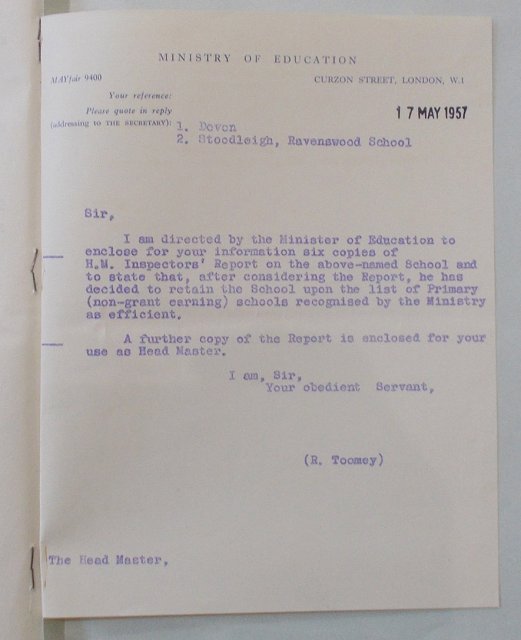 MINISTRY OF EDUCATION
MAYfair 9400
CURZON STREET, LONDON, W.1
Your reference:
Please quote in reply
(addressing to THE SECRETARY):
17 MAY 1957
1. Devon
2. Stoodleigh, Ravenswood School
Sir,
I am directed by the Minister of Education to
enclose for your information six copies of
H.M. Inspectors' Report on the above-named School and
to state that, after considering the Report, he has
decided to retain the School upon the list of Primary
(non-grant earning) schools recognised by the Ministry
as efficient.
A further copy of the Report is enclosed for your
use as Head Master.
I am, Sir,
Your obedient Servant,
(R. Toomey)
The Head Master,